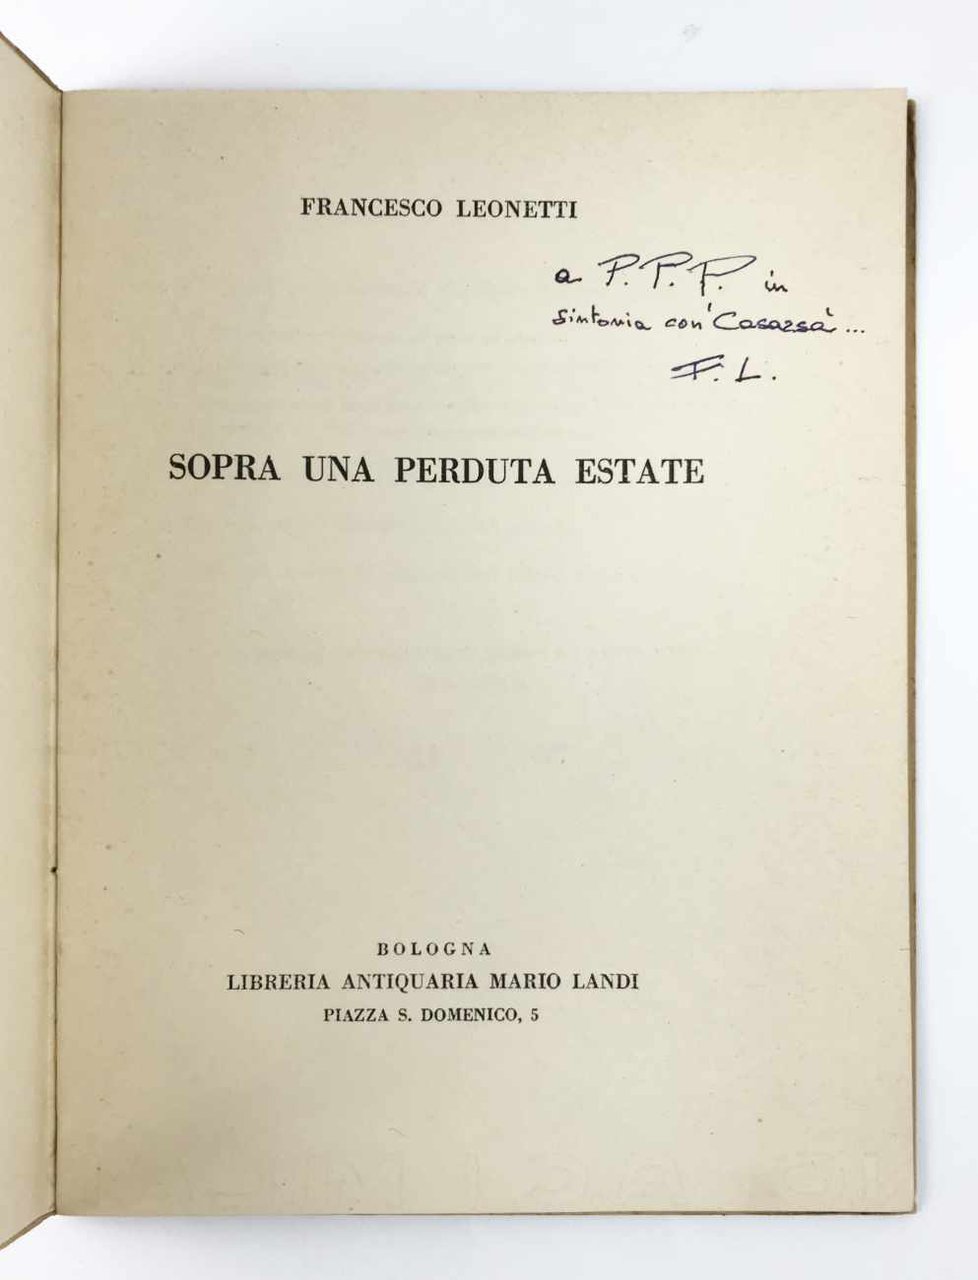 FRANCESCO LEONETTI
a P.P.P. in
sintonia con 'Casarsa' ...
F. L.
SOPRA UNA PERDUTA ESTATE
BOLOGNA
LIBRERIA ANTIQUARIA MARIO LANDI
PIAZZA S. DOMENICO, 5